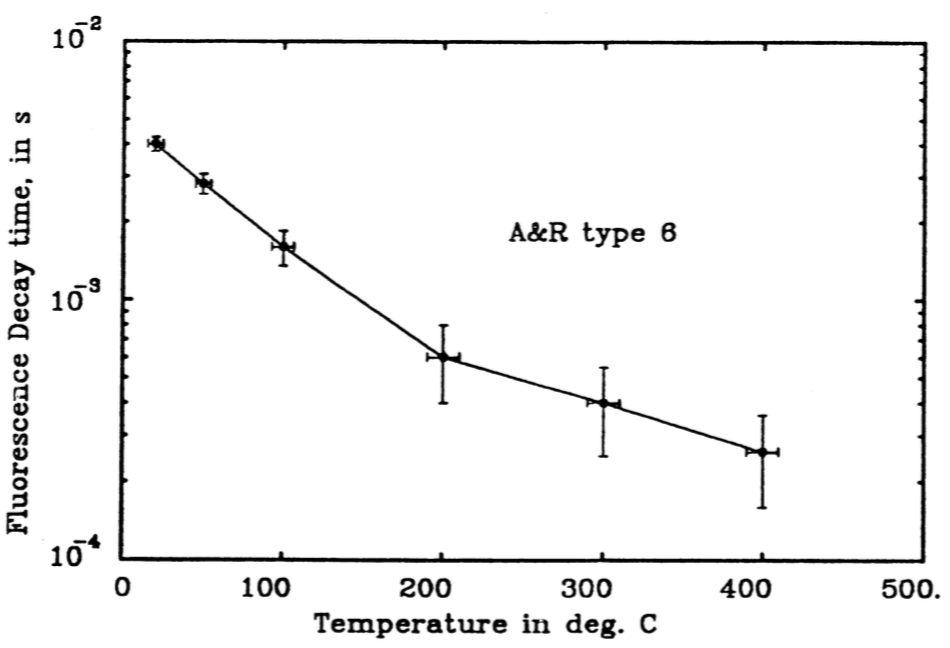 10⁻²
10⁻³
10⁻⁴
Fluorescence Decay time, in s
A&R type 6
0 100 200 300 400 500.
Temperature in deg. C